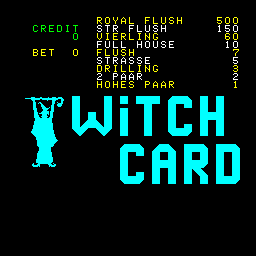 ROYAL FLUSH 500
CREDIT STR FLUSH 150
0 VIERLING 60
FULL HOUSE 10
BET 0 FLUSH 7
STRASSE 5
DRILLING 3
2 PAAR 2
HOHES PAAR 1
WiTCH
CARD